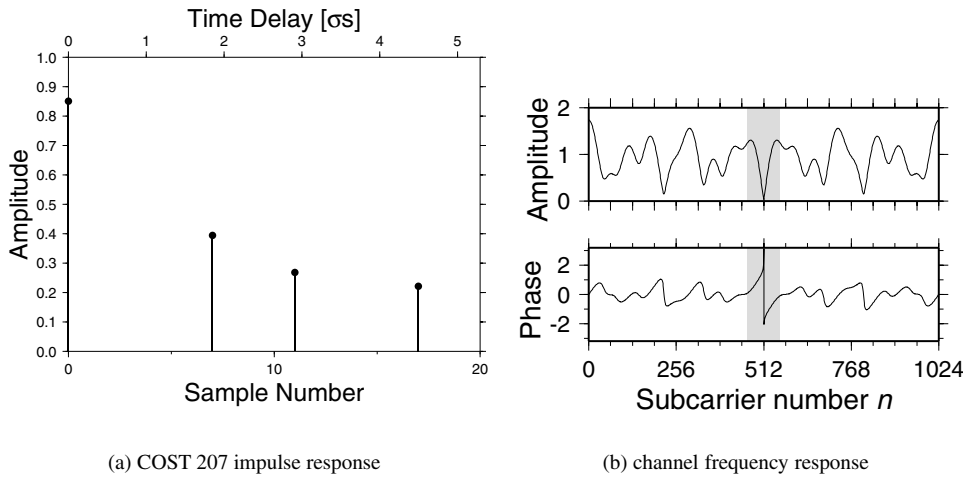 Time Delay [σs]
0 1 2 3 4 5
1.0
0.9
0.8
0.7
0.6
0.5
0.4
0.3
0.2
0.1
0.0
Amplitude
0 10 20
Sample Number
(a) COST 207 impulse response
2
1
0
Amplitude
2
0
-2
Phase
0 256 512 768 1024
Subcarrier number n
(b) channel frequency response